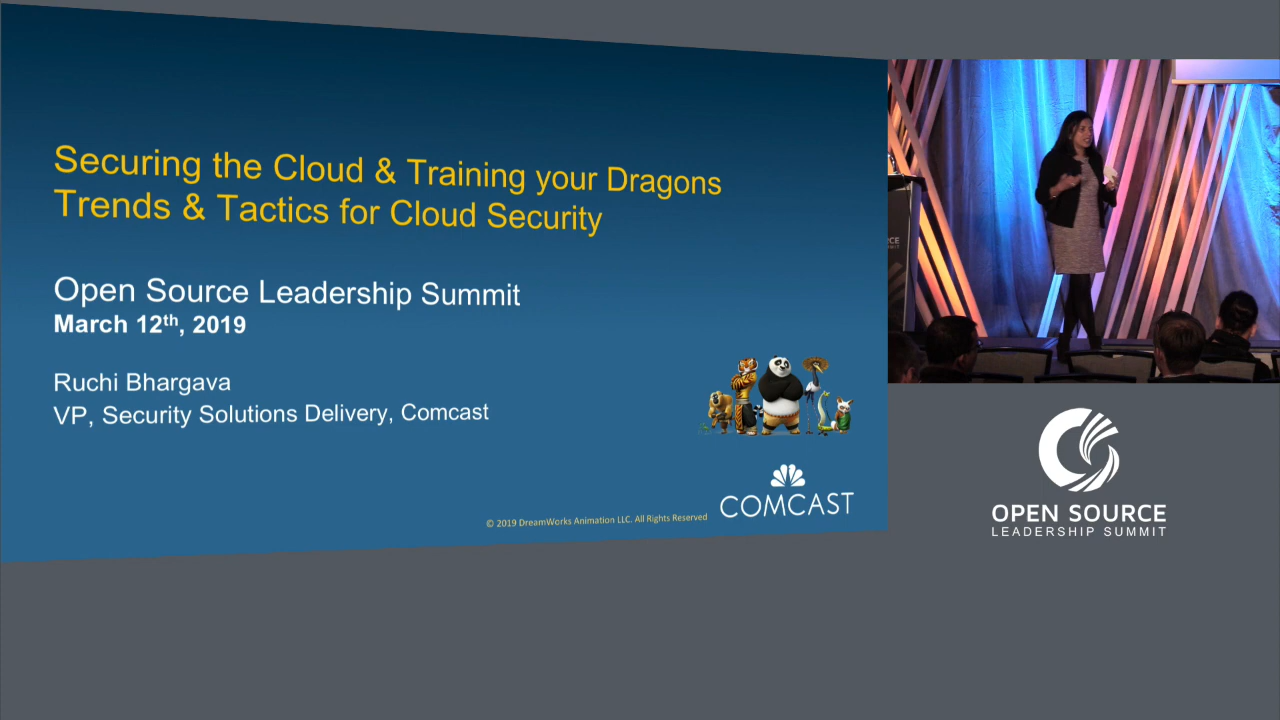 Securing the Cloud & Training your Dragons
Trends & Tactics for Cloud Security
Open Source Leadership Summit
March 12th, 2019
Ruchi Bhargava
VP, Security Solutions Delivery, Comcast
COMCAST
© 2019 DreamWorks Animation LLC. All Rights Reserved
OPEN SOURCE
LEADERSHIP SUMMIT